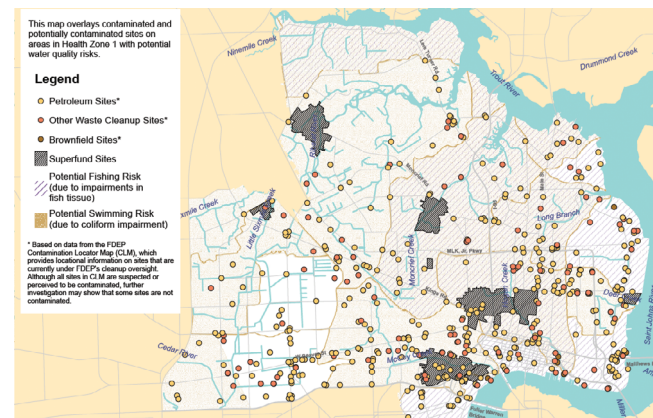 This map overlays contaminated and
potentially contaminated sites on
areas in Health Zone 1 with potential
water quality risks.
Legend
Petroleum Sites*
Other Waste Cleanup Sites*
Brownfield Sites*
Superfund Sites
Potential Fishing Risk
(due to impairments in
fish tissue)
Potential Swimming Risk
(due to coliform impairment)
* Based on data from the FDEP
Contamination Locator Map (CLM), which
provides locational information on sites that are
currently under FDEP's cleanup oversight.
Although all sites in CLM are suspected or
perceived to be contaminated, further
investigation may show that some sites are not
contaminated.
Ninemile Creek
Trout River
Drummond Creek
Moncrief Rd
Long Branch
Little
Creek
Moncrief Creek
MLK. Jr. Pkwy
Cedar River
Saint Johns